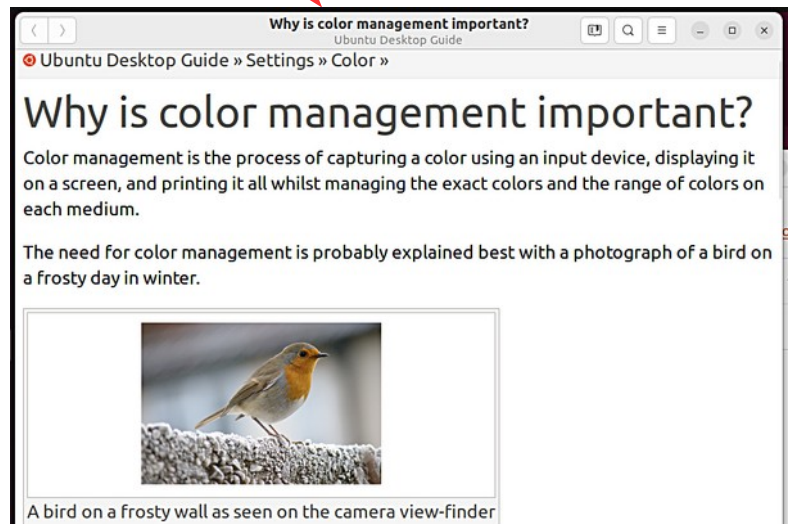 Why is color management important?
Ubuntu Desktop Guide
Ubuntu Desktop Guide » Settings » Color »
Why is color management important?
Color management is the process of capturing a color using an input device, displaying it
on a screen, and printing it all whilst managing the exact colors and the range of colors on
each medium.
The need for color management is probably explained best with a photograph of a bird on
a frosty day in winter.
A bird on a frosty wall as seen on the camera view-finder